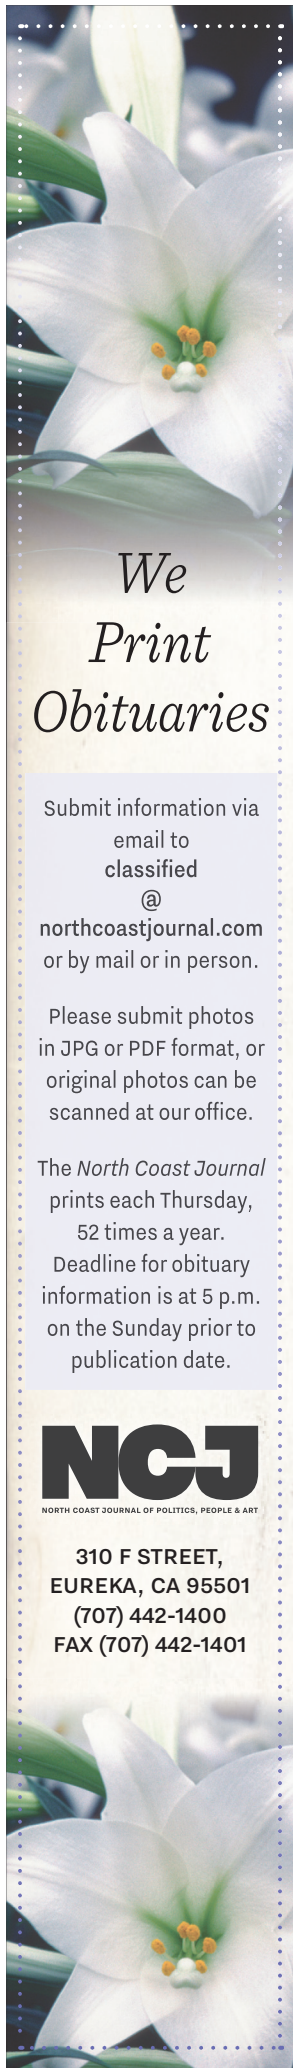 We
Print
Obituaries
Submit information via
email to
classified
@
northcoastjournal.com
or by mail or in person.
Please submit photos
in JPG or PDF format, or
original photos can be
scanned at our office.
The North Coast Journal
prints each Thursday,
52 times a year.
Deadline for obituary
information is at 5 p.m.
on the Sunday prior to
publication date.
NCJ
NORTH COAST JOURNAL OF POLITICS, PEOPLE & ART
310 F STREET,
EUREKA, CA 95501
(707) 442-1400
FAX (707) 442-1401